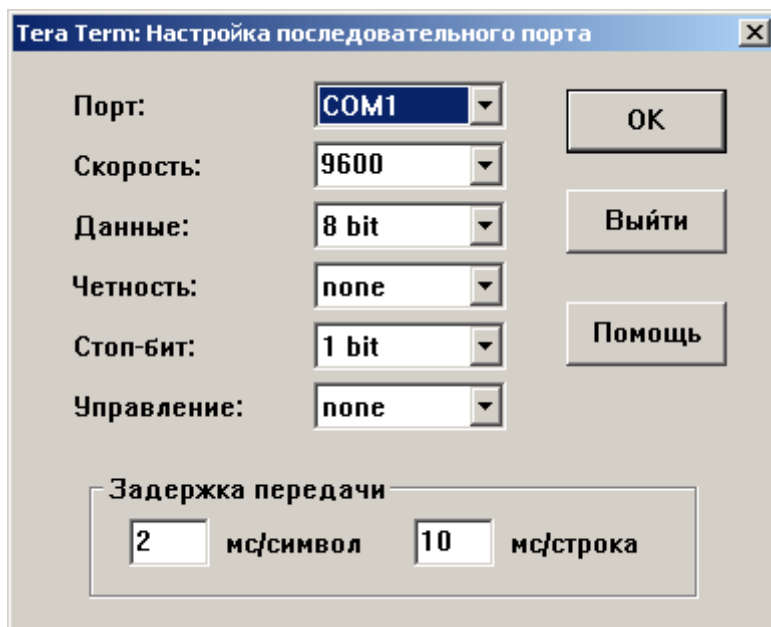 Tera Term: Настройка последовательного порта
Порт: COM1 OK
Скорость: 9600
Данные: 8 bit Выйти
Четность: none
Стоп-бит: 1 bit Помощь
Управление: none
Задержка передачи
2 мс/символ 10 мс/строка